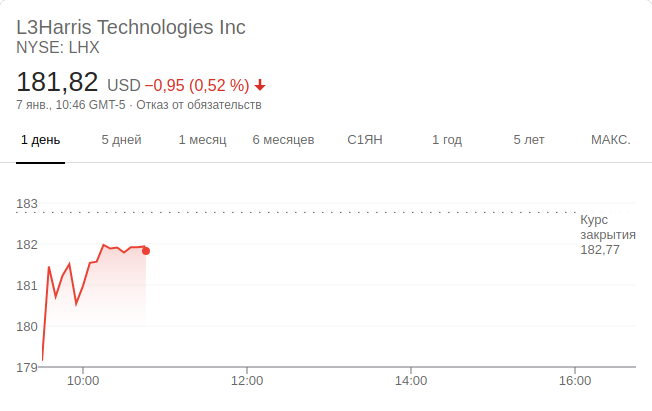 L3Harris Technologies Inc
NYSE: LHX
181,82 USD −0,95 (0,52 %)
7 янв., 10:46 GMT-5 · Отказ от обязательств
1 день 5 дней 1 месяц 6 месяцев С1ЯН 1 год 5 лет МАКС.
183
Курс
закрытия
182,77
182
181
180
179
10:00 12:00 14:00 16:00